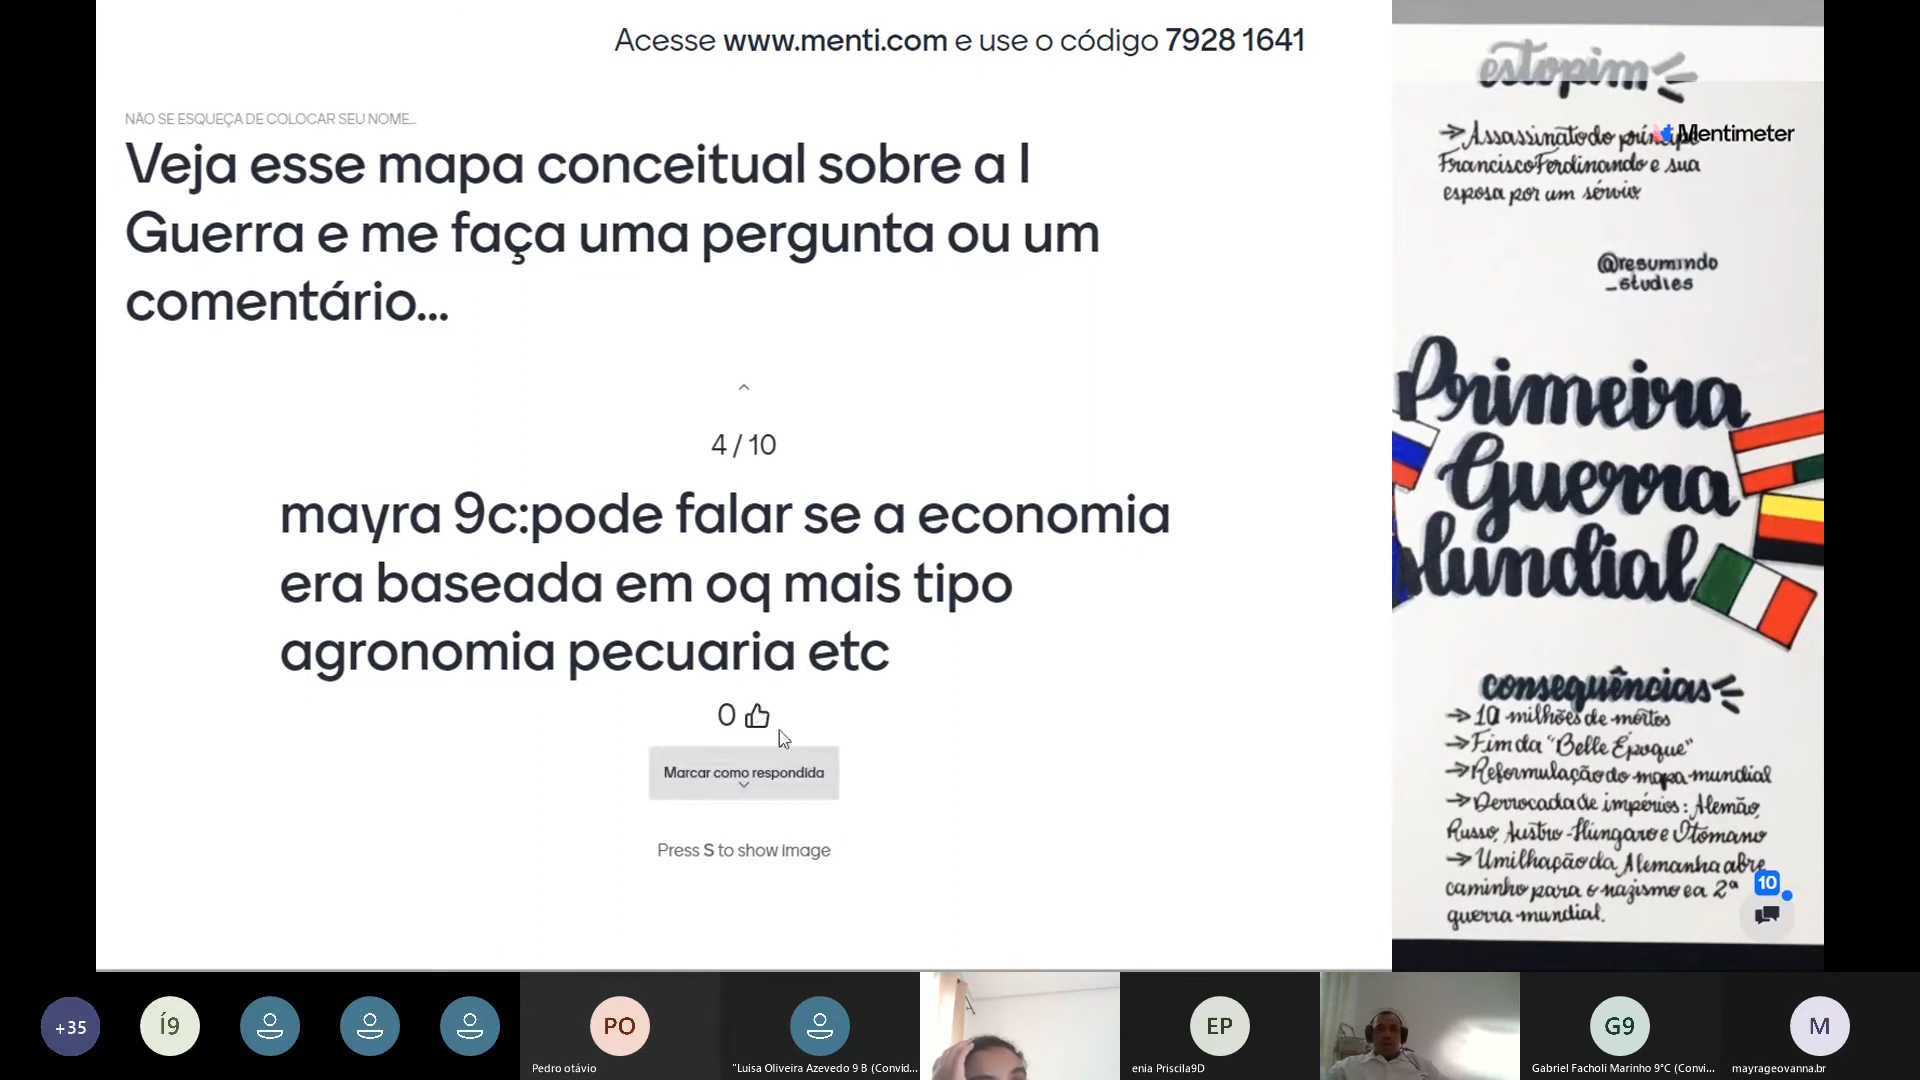 Acesse www.menti.com e use o código 7928 1641
NÃO SE ESQUEÇA DE COLOCAR SEU NOME...
Veja esse mapa conceitual sobre a I
Guerra e me faça uma pergunta ou um
comentário...
4 / 10
mayra 9c:pode falar se a economia
era baseada em oq mais tipo
agronomia pecuaria etc
0
Marcar como respondida
Press S to show image
estopim
→Assassinato do príncipe
Francisco Ferdinando e sua
esposa por um sérvio.
Mentimeter
@resumindo
_studies
Primeira
Guerra
Mundial
consequências
→10 milhões de mortos
→Fim da "Belle Époque"
→Reformulação do mapa-mundial
→Derrocada de impérios: Alemão,
Russo, Austro-Húngaro e Otomano
→Umilhação da Alemanha abre
caminho para o nazismo e a 2ª
guerra mundial.
10
+35
Í9
PO
Pedro otávio
"Luisa Oliveira Azevedo 9 B (Convid...
EP
enia Priscila9D
G9
Gabriel Facholi Marinho 9°C (Convi...
M
mayrageovanna.br